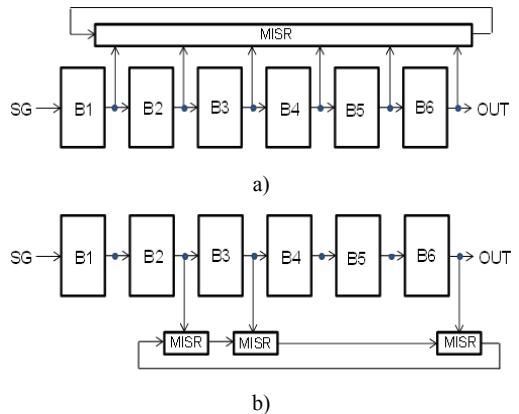 MISR
SG B1 B2 B3 B4 B5 B6 OUT
a)
SG B1 B2 B3 B4 B5 B6 OUT
MISR MISR MISR
b)